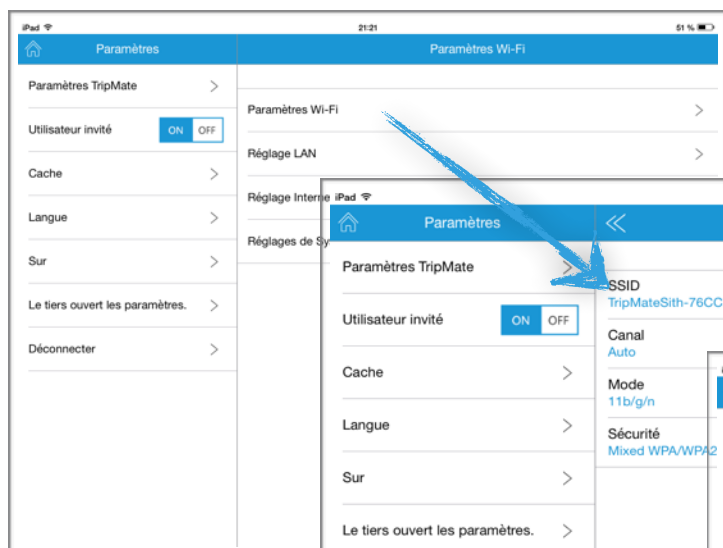 iPad 21:21 51 %
Paramètres
Paramètres TripMate
Utilisateur invité ON OFF
Cache
Langue
Sur
Le tiers ouvert les paramètres.
Déconnecter
Paramètres Wi-Fi
Paramètres Wi-Fi
Réglage LAN
Réglage Interne
Réglages de Sy
iPad
Paramètres
Paramètres TripMate
Utilisateur invité ON OFF
Cache
Langue
Sur
Le tiers ouvert les paramètres.
SSID
TripMateSith-76CC
Canal
Auto
Mode
11b/g/n
Sécurité
Mixed WPA/WPA2